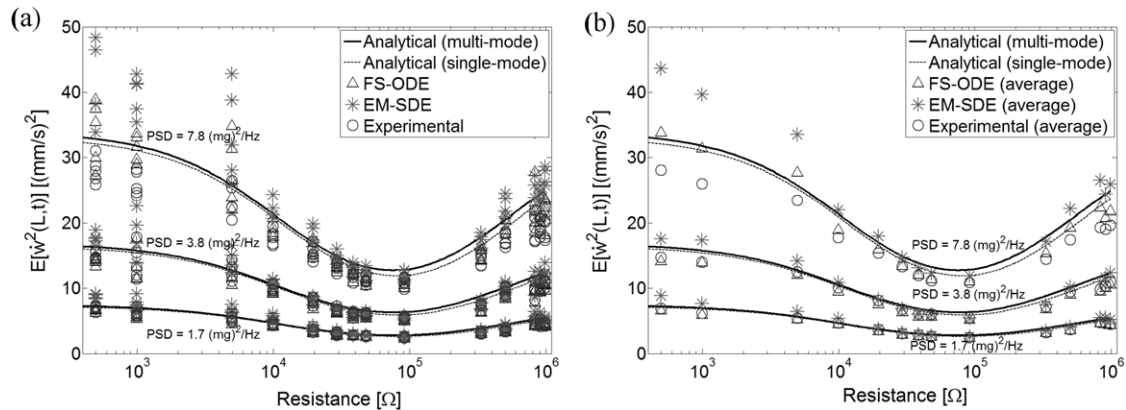 (a)
50
40
30
20
10
0
E[ẇ²(L,t)] [(mm/s)²]
Analytical (multi-mode)
Analytical (single-mode)
FS-ODE
EM-SDE
Experimental
PSD = 7.8 (mg)²/Hz
PSD = 3.8 (mg)²/Hz
PSD = 1.7 (mg)²/Hz
10³
10⁴
10⁵
10⁶
Resistance [Ω]
(b)
50
40
30
20
10
0
E[ẇ²(L,t)] [(mm/s)²]
Analytical (multi-mode)
Analytical (single-mode)
FS-ODE (average)
EM-SDE (average)
Experimental (average)
PSD = 7.8 (mg)²/Hz
PSD = 3.8 (mg)²/Hz
PSD = 1.7 (mg)²/Hz
10³
10⁴
10⁵
10⁶
Resistance [Ω]